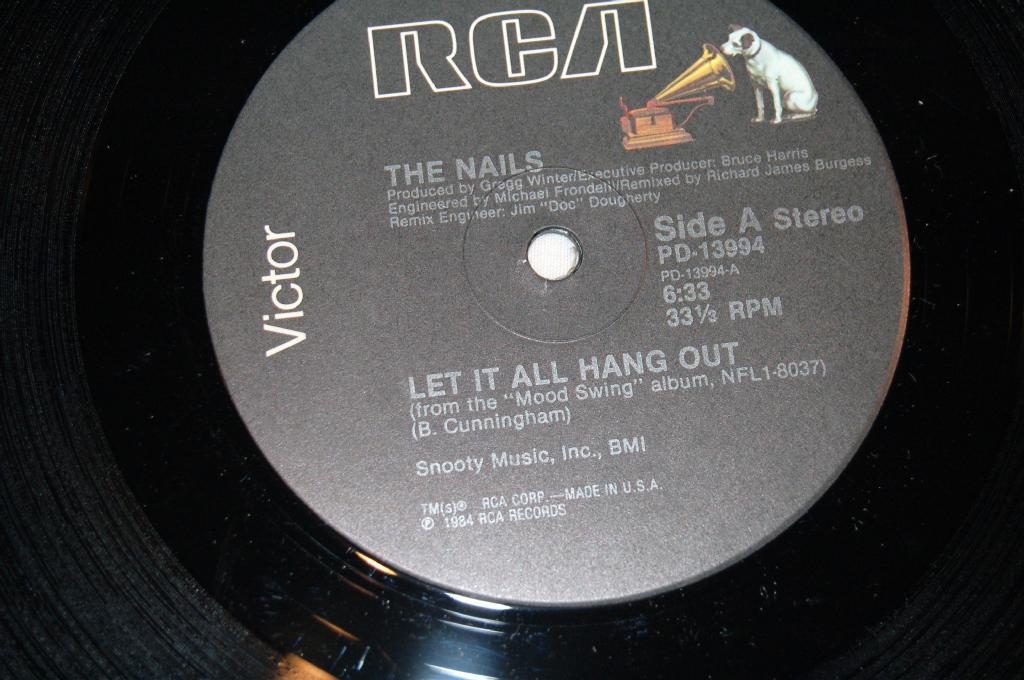 RCA
Victor
THE NAILS
Produced by Gregg Winter/Executive Producer: Bruce Harris
Engineered by Michael Frondelli/Remixed by Richard James Burgess
Remix Engineer: Jim "Doc" Dougherty
Side A Stereo
PD-13994
PD-13994-A
6:33
33⅓ RPM
LET IT ALL HANG OUT
(from the "Mood Swing" album, NFL1-8037)
(B. Cunningham)
Snooty Music, Inc., BMI
TM(s)® RCA CORP.—MADE IN U.S.A.
℗ 1984 RCA RECORDS